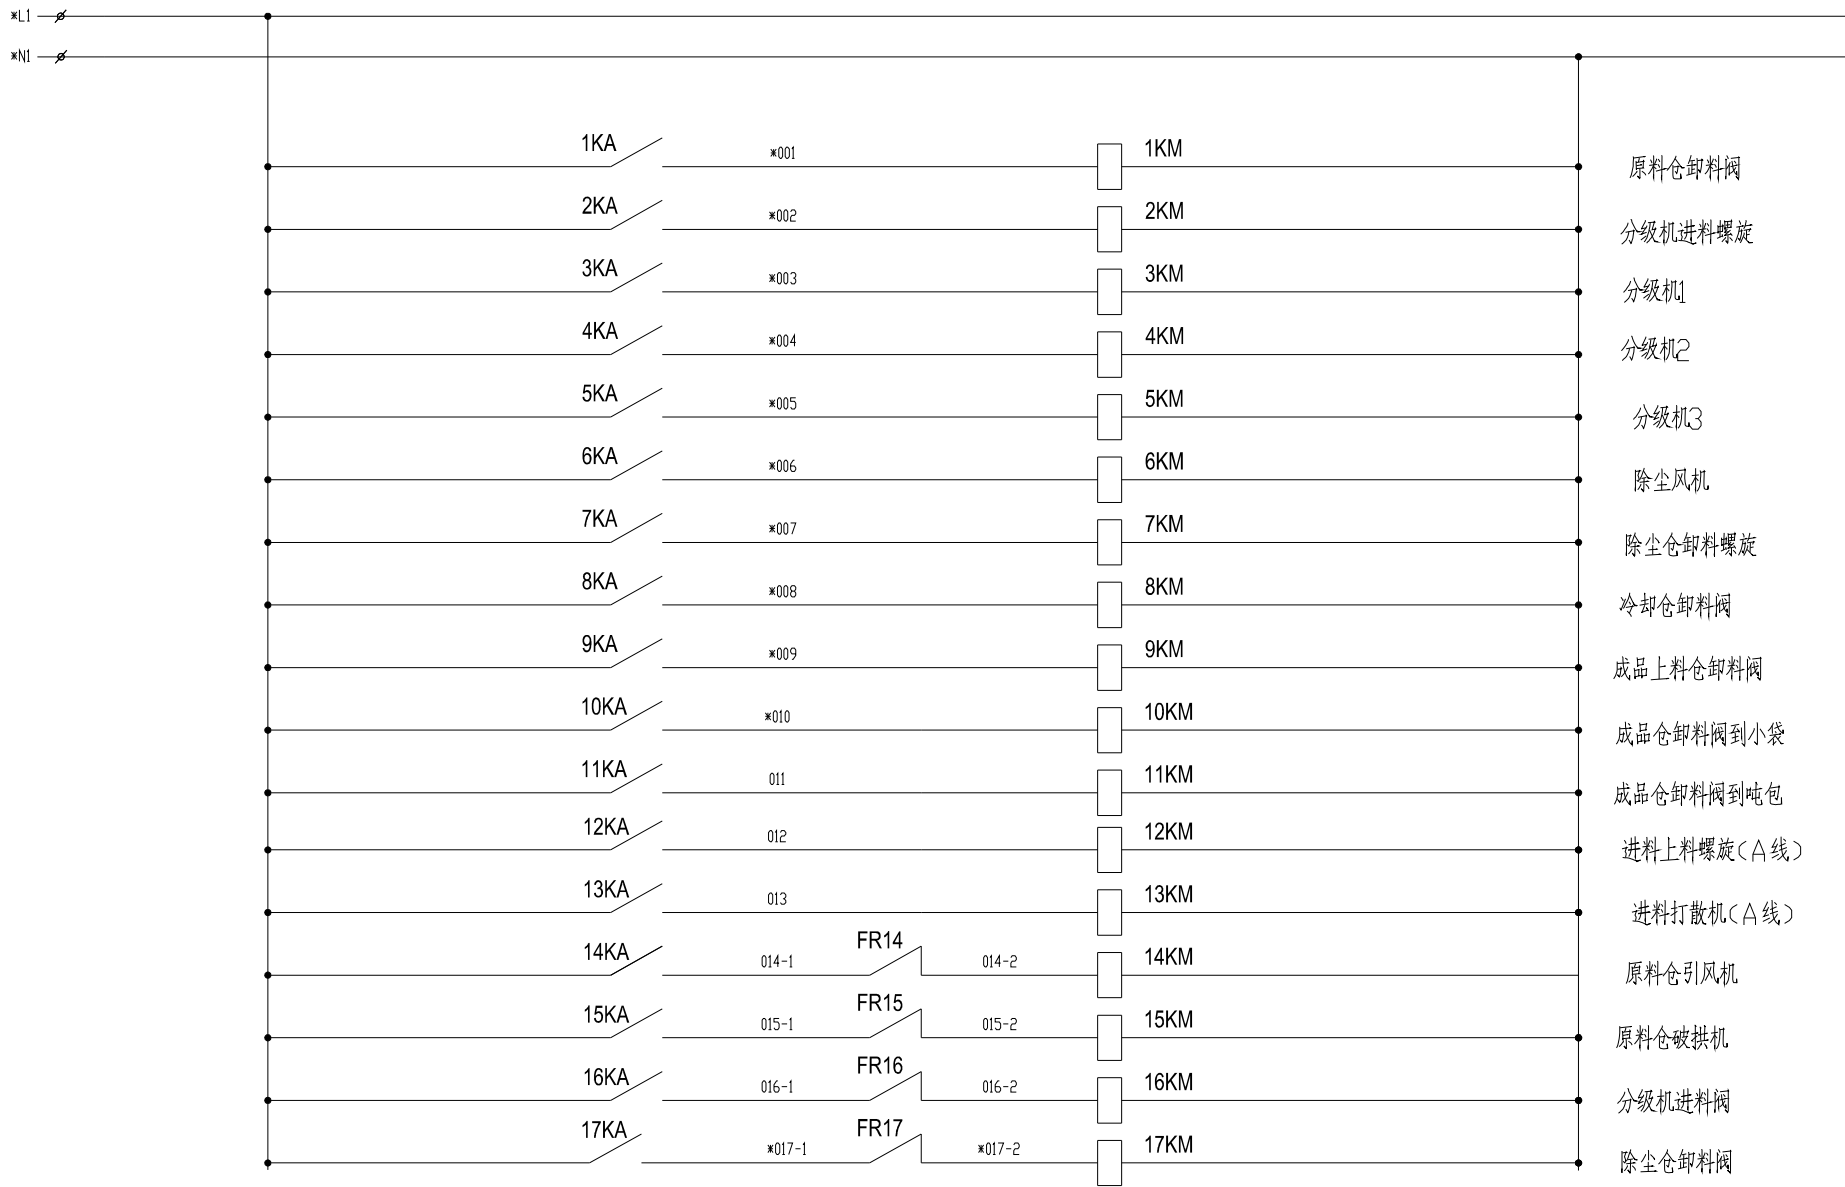 *L1
*N1
1KA *001 1KM 原料仓卸料阀
2KA *002 2KM 分级机进料螺旋
3KA *003 3KM 分级机1
4KA *004 4KM 分级机2
5KA *005 5KM 分级机3
6KA *006 6KM 除尘风机
7KA *007 7KM 除尘仓卸料螺旋
8KA *008 8KM 冷却仓卸料阀
9KA *009 9KM 成品上料仓卸料阀
10KA *010 10KM 成品仓卸料阀到小袋
11KA 011 11KM 成品仓卸料阀到吨包
12KA 012 12KM 进料上料螺旋(A线)
13KA 013 13KM 进料打散机(A线)
14KA 014-1 FR14 014-2 14KM 原料仓引风机
15KA 015-1 FR15 015-2 15KM 原料仓破拱机
16KA 016-1 FR16 016-2 16KM 分级机进料阀
17KA *017-1 FR17 *017-2 17KM 除尘仓卸料阀